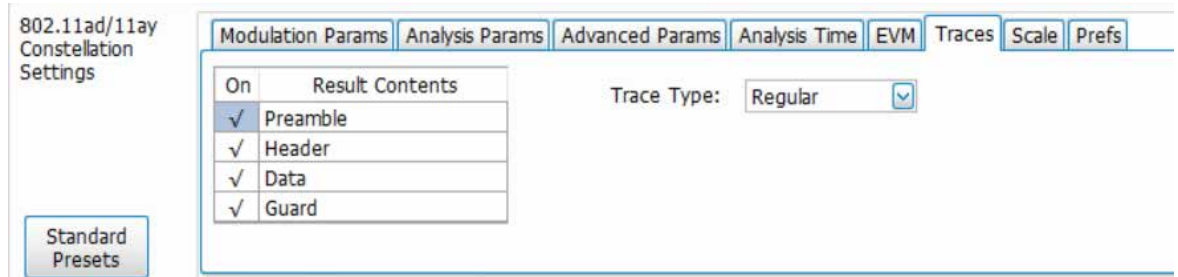 802.11ad/11ay
Constellation
Settings
Modulation Params Analysis Params Advanced Params Analysis Time EVM Traces Scale Prefs
On Result Contents
√ Preamble
√ Header
√ Data
√ Guard
Trace Type: Regular
Standard
Presets